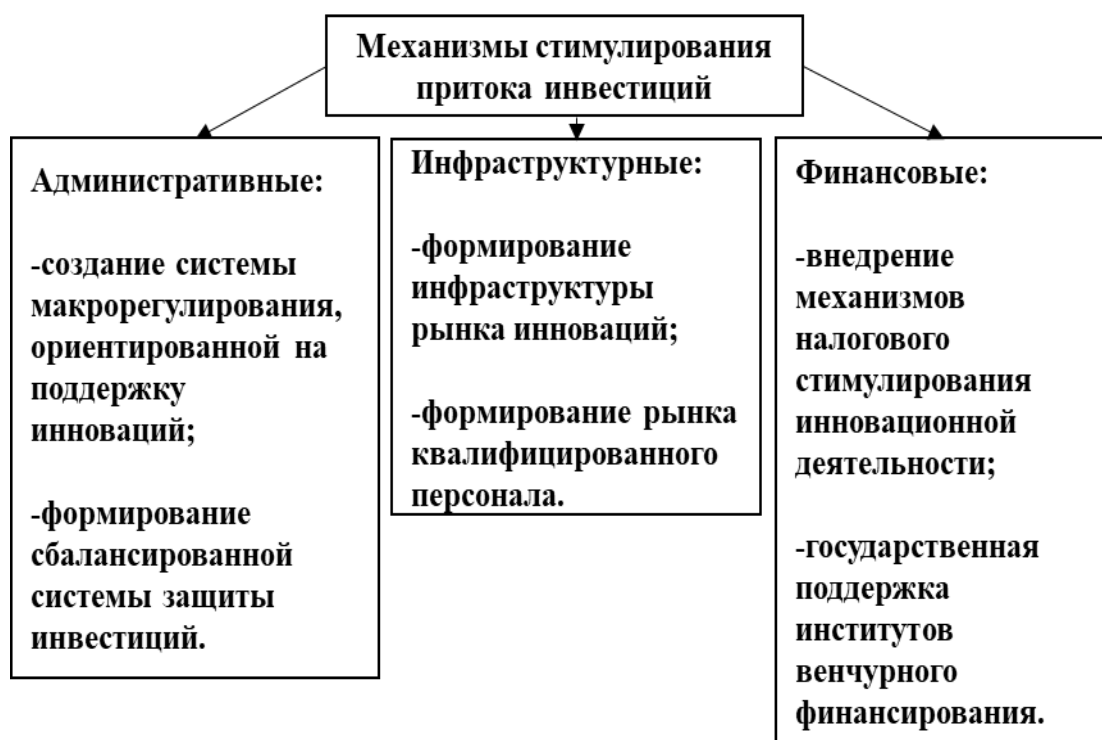 Механизмы стимулирования
притока инвестиций
Административные:
-создание системы
макрорегулирования,
ориентированной на
поддержку
инноваций;
-формирование
сбалансированной
системы защиты
инвестиций.
Инфраструктурные:
-формирование
инфраструктуры
рынка инноваций;
-формирование рынка
квалифицированного
персонала.
Финансовые:
-внедрение
механизмов
налогового
стимулирования
инновационной
деятельности;
-государственная
поддержка
институтов
венчурного
финансирования.